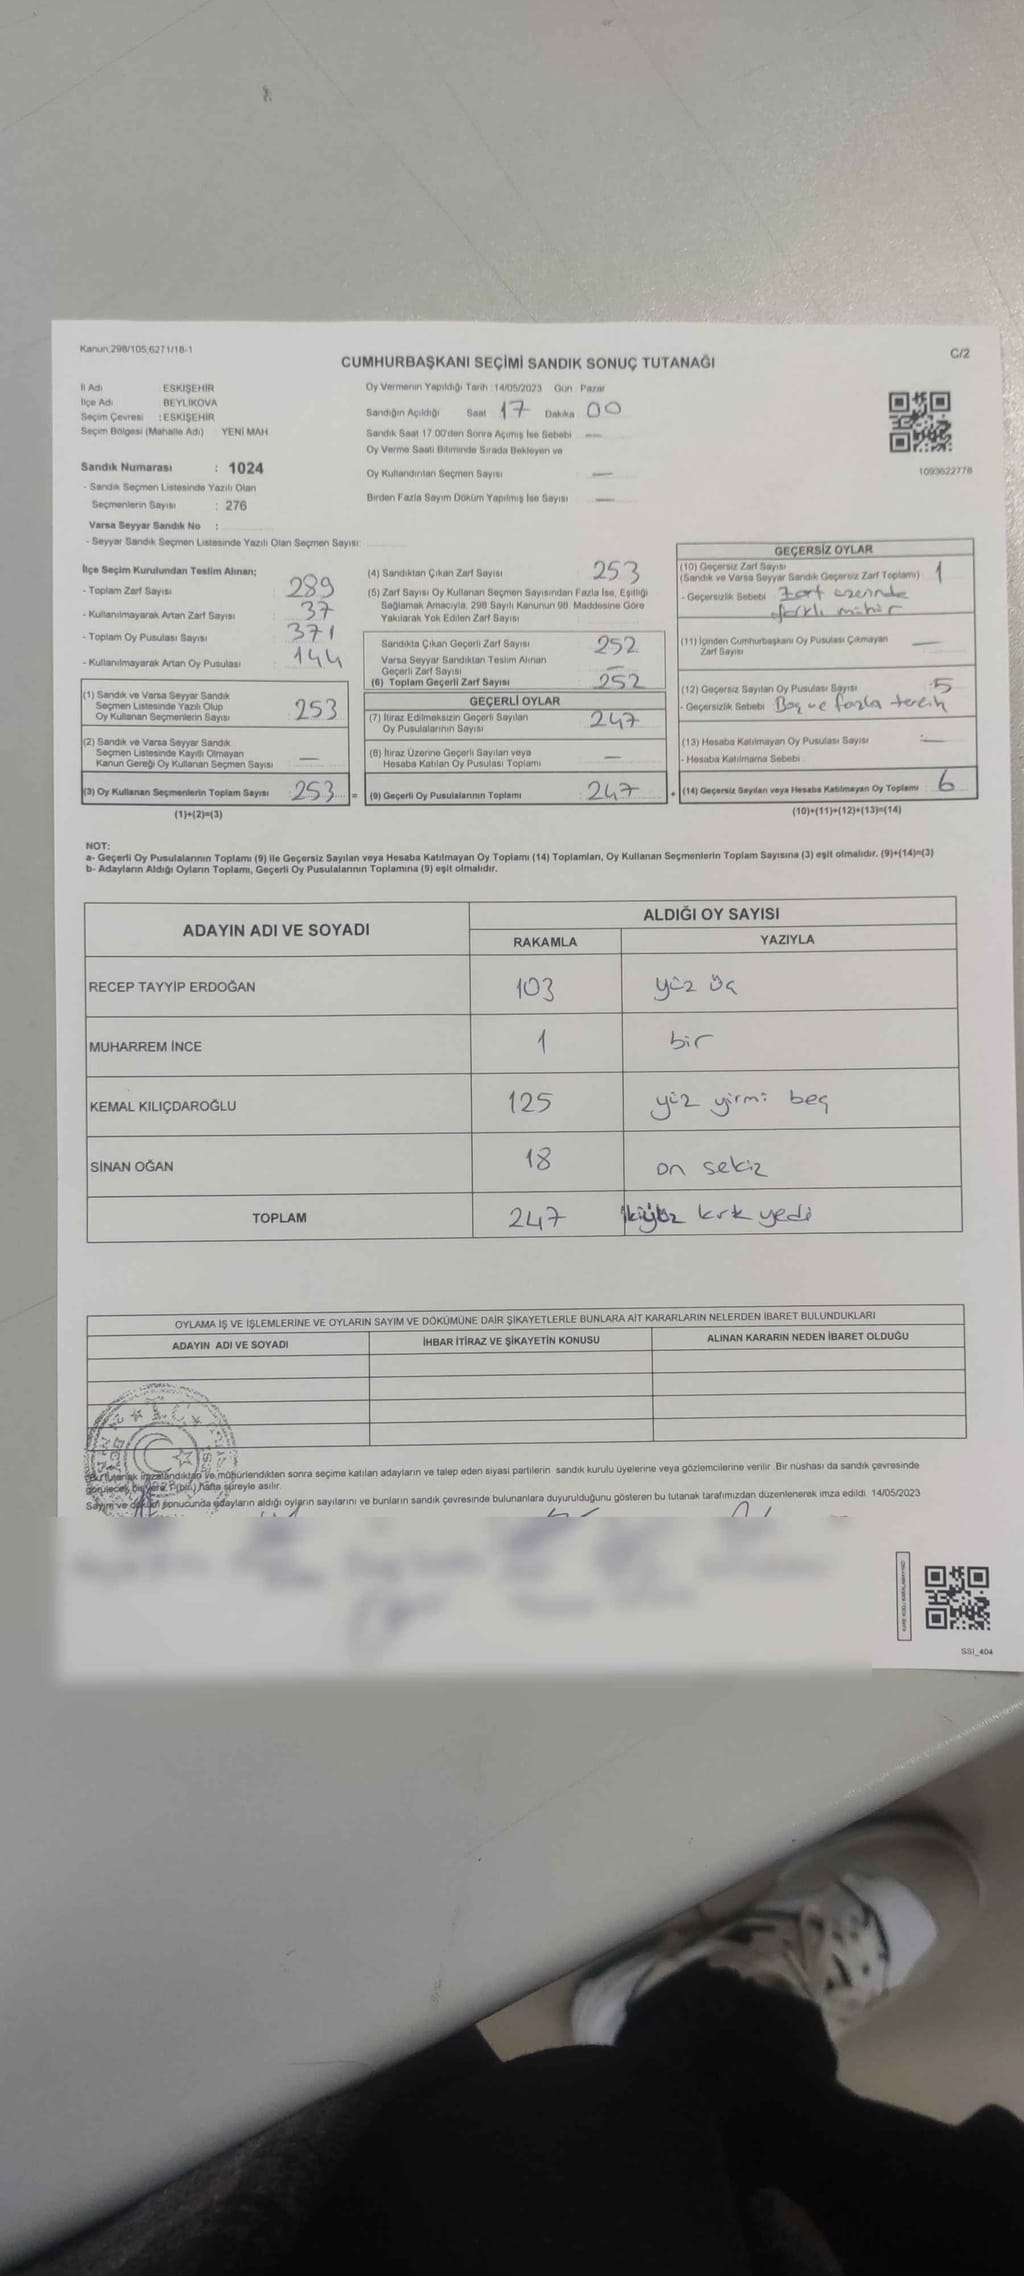 Kanun:298/105;6271/18-1
C/2
CUMHURBAŞKANI SEÇİMİ SANDIK SONUÇ TUTANAĞI
İl Adı ESKİŞEHİR
İlçe Adı BEYLİKOVA
Seçim Çevresi : ESKİŞEHİR
Seçim Bölgesi (Mahalle Adı) YENİ MAH.
Sandık Numarası : 1024
- Sandık Seçmen Listesinde Yazılı Olan
Seçmenlerin Sayısı : 276
Varsa Seyyar Sandık No :
- Seyyar Sandık Seçmen Listesinde Yazılı Olan Seçmen Sayısı:
Oy Vermenin Yapıldığı Tarih : 14/05/2023 Gün Pazar
Sandığın Açıldığı Saat 17 Dakika 00
Sandık Saat 17.00'den Sonra Açımış İse Sebebi —
Oy Verme Saati Bitiminde Sırada Bekleyen ve
Oy Kullandırılan Seçmen Sayısı —
Birden Fazla Sayım Döküm Yapılmış İse Sayısı —
1093622778
İlçe Seçim Kurulundan Teslim Alınan;
- Toplam Zarf Sayısı 289
- Kullanılmayarak Artan Zarf Sayısı 37
- Toplam Oy Pusulası Sayısı 371
- Kullanılmayarak Artan Oy Pusulası 144
(1) Sandık ve Varsa Seyyar Sandık
Seçmen Listesinde Yazılı Olup
Oy Kullanan Seçmenlerin Sayısı 253
(2) Sandık ve Varsa Seyyar Sandık
Seçmen Listesinde Kayıtlı Olmayan
Kanun Gereği Oy Kullanan Seçmen Sayısı —
(3) Oy Kullanan Seçmenlerin Toplam Sayısı : 253 =
(1)+(2)=(3)
(4) Sandıktan Çıkan Zarf Sayısı 253
(5) Zarf Sayısı Oy Kullanan Seçmen Sayısından Fazla İse, Eşitliği
Sağlamak Amacıyla, 298 Sayılı Kanunun 98. Maddesine Göre
Yakılarak Yok Edilen Zarf Sayısı
Sandıkta Çıkan Geçerli Zarf Sayısı 252
Varsa Seyyar Sandıktan Teslim Alınan
Geçerli Zarf Sayısı —
(6) Toplam Geçerli Zarf Sayısı 252
GEÇERLİ OYLAR
(7) İtiraz Edilmeksizin Geçerli Sayılan
Oy Pusulalarının Sayısı : 247
(8) İtiraz Üzerine Geçerli Sayılan veya
Hesaba Katılan Oy Pusulası Toplamı —
(9) Geçerli Oy Pusulalarının Toplamı : 247 +
GEÇERSİZ OYLAR
(10) Geçersiz Zarf Sayısı
(Sandık ve Varsa Seyyar Sandık Geçersiz Zarf Toplamı) 1
- Geçersizlik Sebebi Zarf üzerinde
farklı mühür
(11) İçinden Cumhurbaşkanı Oy Pusulası Çıkmayan
Zarf Sayısı —
(12) Geçersiz Sayılan Oy Pusulası Sayısı : 5
- Geçersizlik Sebebi Boş ve fazla tercih
(13) Hesaba Katılmayan Oy Pusulası Sayısı : —
- Hesaba Katılmama Sebebi
(14) Geçersiz Sayılan veya Hesaba Katılmayan Oy Toplamı : 6
(10)+(11)+(12)+(13)=(14)
NOT:
a- Geçerli Oy Pusulalarının Toplamı (9) ile Geçersiz Sayılan veya Hesaba Katılmayan Oy Toplamı (14) Toplamları, Oy Kullanan Seçmenlerin Toplam Sayısına (3) eşit olmalıdır. (9)+(14)=(3)
b- Adayların Aldığı Oyların Toplamı, Geçerli Oy Pusulalarının Toplamına (9) eşit olmalıdır.
ADAYIN ADI VE SOYADI ALDIĞI OY SAYISI
RAKAMLA YAZIYLA
RECEP TAYYİP ERDOĞAN 103 yüz üç
MUHARREM İNCE 1 bir
KEMAL KILIÇDAROĞLU 125 yüz yirmi beş
SİNAN OĞAN 18 on sekiz
TOPLAM 247 ikiyüz kırk yedi
OYLAMA İŞ VE İŞLEMLERİNE VE OYLARIN SAYIM VE DÖKÜMÜNE DAİR ŞİKAYETLERLE BUNLARA AİT KARARLARIN NELERDEN İBARET BULUNDUKLARI
ADAYIN ADI VE SOYADI İHBAR İTİRAZ VE ŞİKAYETİN KONUSU ALINAN KARARIN NEDEN İBARET OLDUĞU
Bu tutanak imzalandıktan ve mühürlendikten sonra seçime katılan adayların ve talep eden siyasi partilerin sandık kurulu üyelerine veya gözlemcilerine verilir. Bir nüshası da sandık çevresinde
görülecek bir yere 1 (bir) hafta süreyle asılır.
Sayım ve döküm sonucunda adayların aldığı oyların sayılarını ve bunların sandık çevresinde bulunanlara duyurulduğunu gösteren bu tutanak tarafımızdan düzenlenerek imza edildi. 14/05/2023
SSI_404